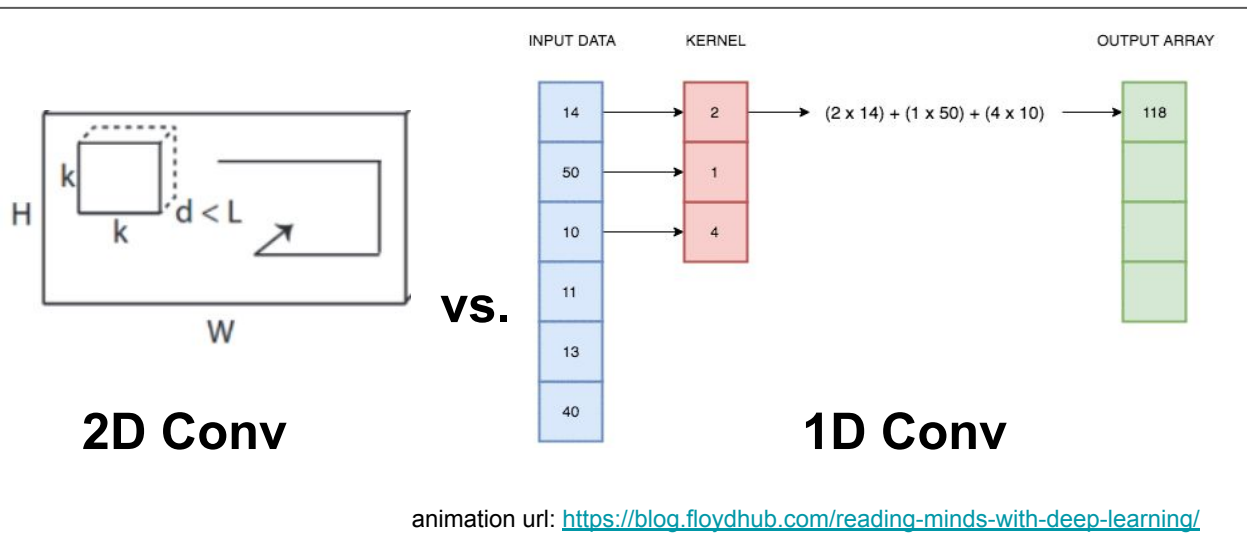 INPUT DATA
KERNEL
OUTPUT ARRAY
H
k
k
d < L
W
vs.
14
50
10
11
13
40
2
1
4
(2 x 14) + (1 x 50) + (4 x 10)
118
2D Conv
1D Conv
animation url: https://blog.floydhub.com/reading-minds-with-deep-learning/